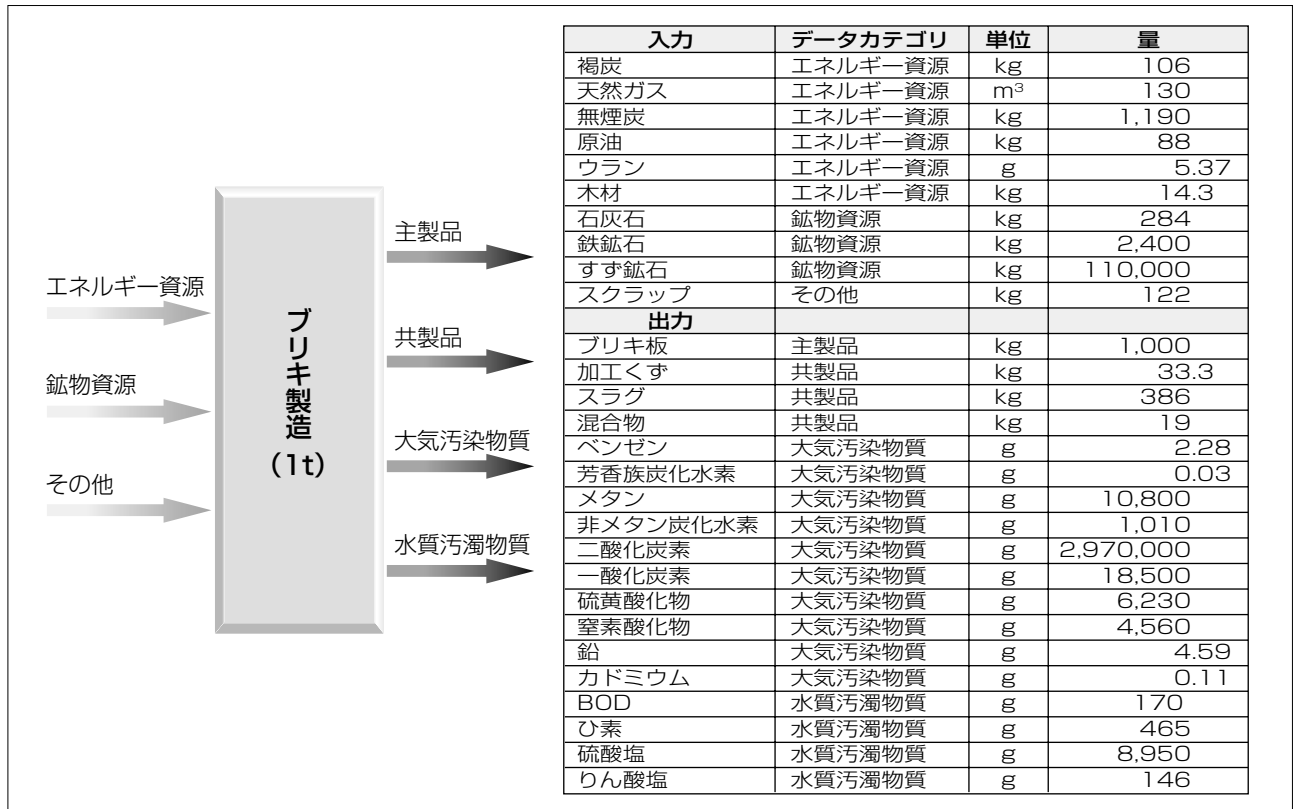 エネルギー資源
鉱物資源
その他
ブリキ製造
(1t)
主製品
共製品
大気汚染物質
水質汚濁物質
入力 データカテゴリ 単位 量
褐炭 エネルギー資源 kg 106
天然ガス エネルギー資源 m³ 130
無煙炭 エネルギー資源 kg 1,190
原油 エネルギー資源 kg 88
ウラン エネルギー資源 g 5.37
木材 エネルギー資源 kg 14.3
石灰石 鉱物資源 kg 284
鉄鉱石 鉱物資源 kg 2,400
すず鉱石 鉱物資源 kg 110,000
スクラップ その他 kg 122
出力
ブリキ板 主製品 kg 1,000
加工くず 共製品 kg 33.3
スラグ 共製品 kg 386
混合物 共製品 kg 19
ベンゼン 大気汚染物質 g 2.28
芳香族炭化水素 大気汚染物質 g 0.03
メタン 大気汚染物質 g 10,800
非メタン炭化水素 大気汚染物質 g 1,010
二酸化炭素 大気汚染物質 g 2,970,000
一酸化炭素 大気汚染物質 g 18,500
硫黄酸化物 大気汚染物質 g 6,230
窒素酸化物 大気汚染物質 g 4,560
鉛 大気汚染物質 g 4.59
カドミウム 大気汚染物質 g 0.11
BOD 水質汚濁物質 g 170
ひ素 水質汚濁物質 g 465
硫酸塩 水質汚濁物質 g 8,950
りん酸塩 水質汚濁物質 g 146